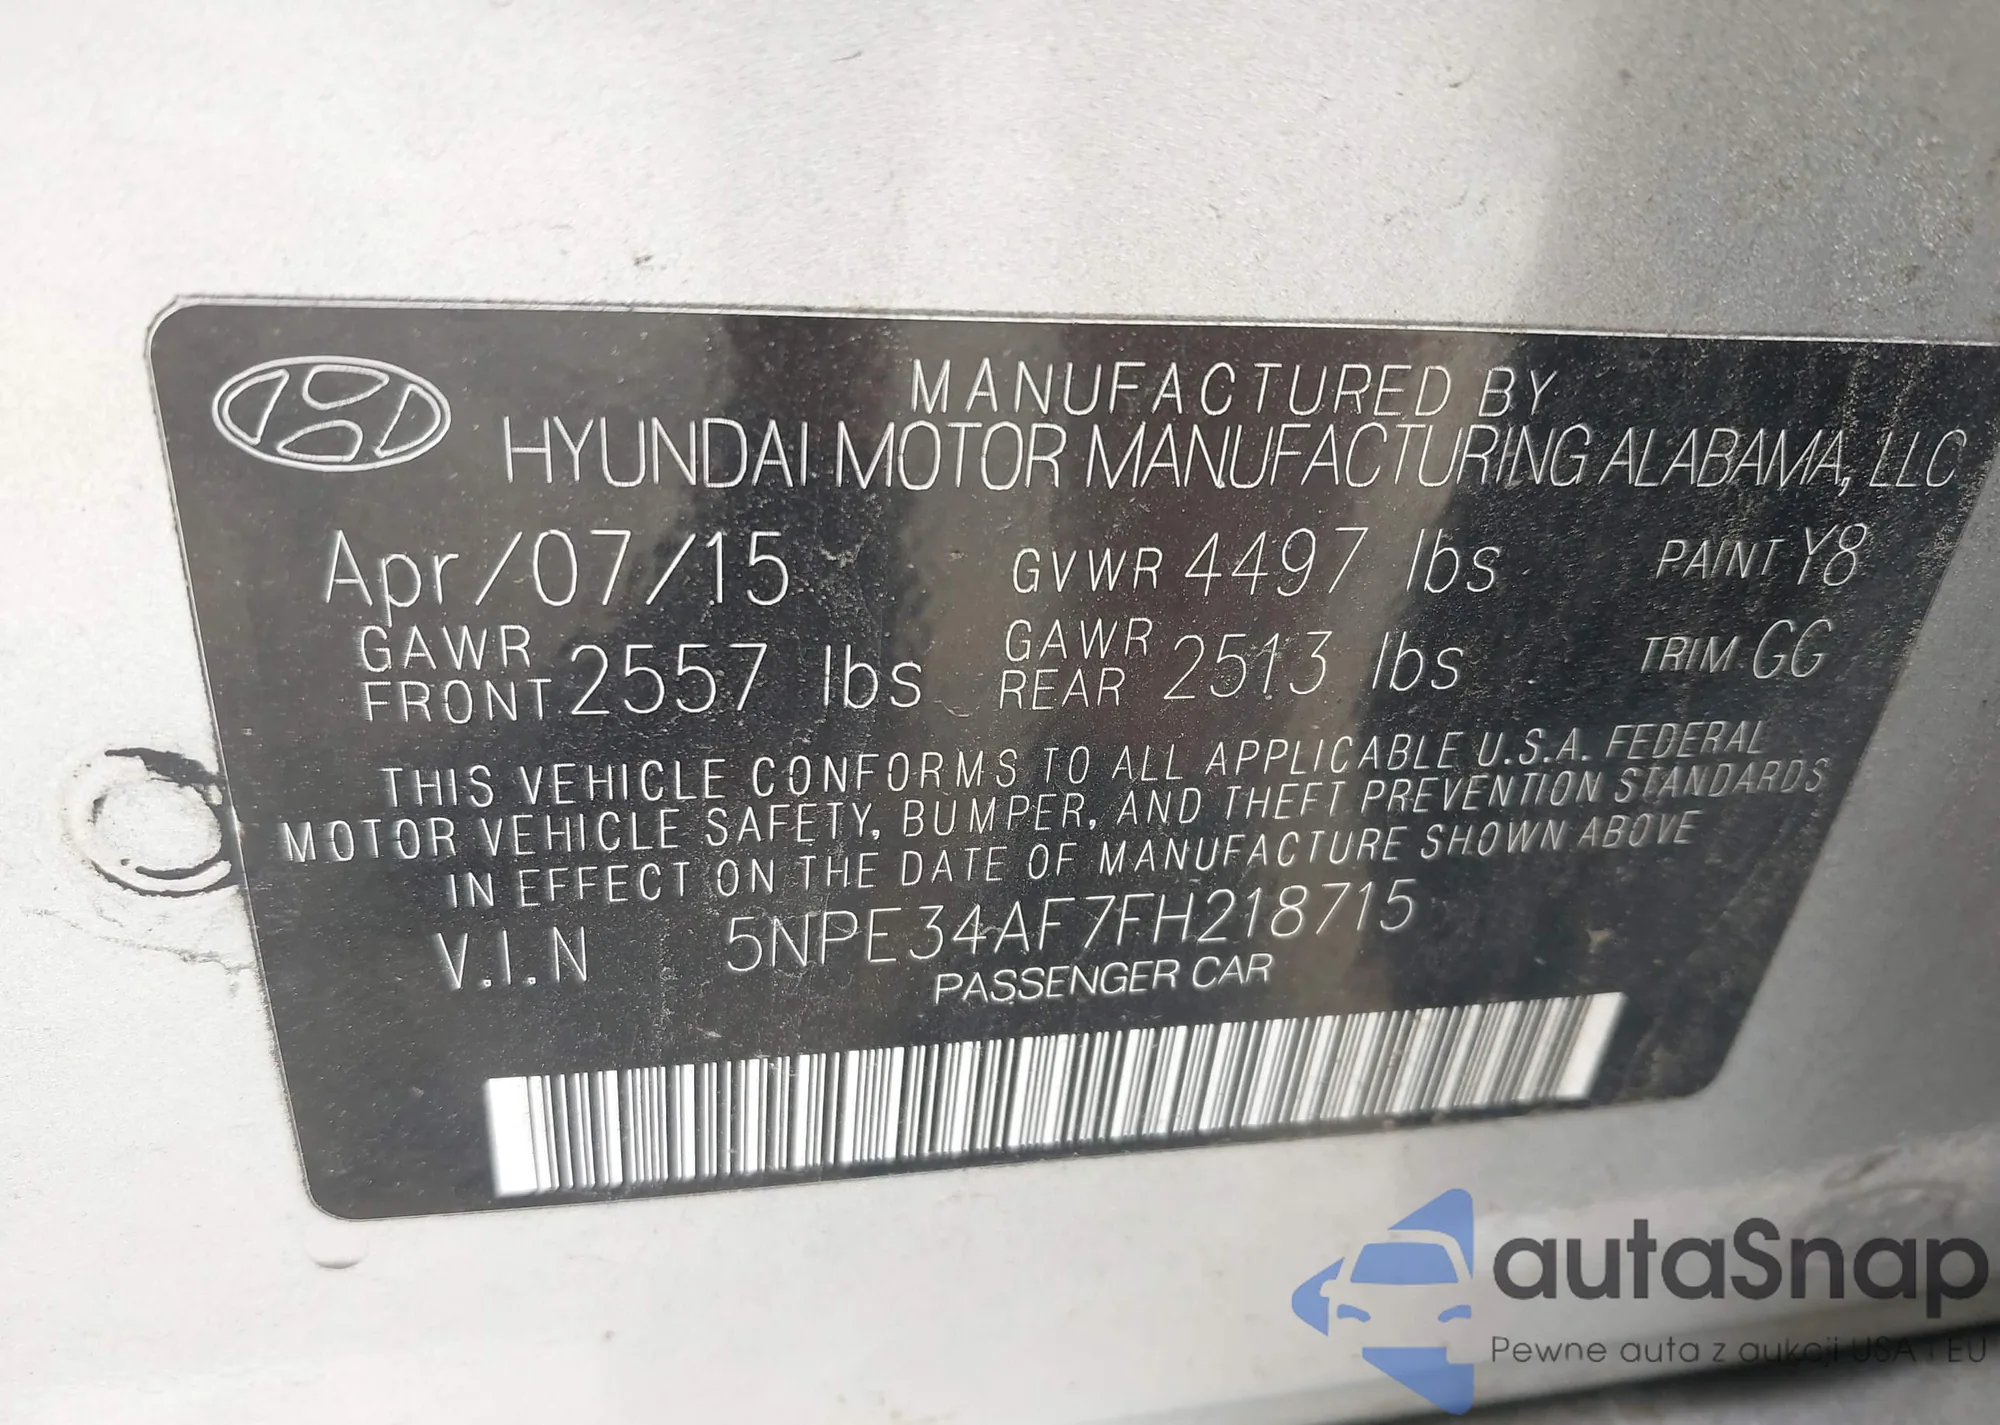 MANUFACTURED BY
HYUNDAI MOTOR MANUFACTURING ALABAMA, LLC
Apr/07/15 GVWR 4497 lbs PAINT Y8
GAWR FRONT 2557 lbs GAWR REAR 2513 lbs TRIM GG
THIS VEHICLE CONFORMS TO ALL APPLICABLE U.S.A. FEDERAL
MOTOR VEHICLE SAFETY, BUMPER, AND THEFT PREVENTION STANDARDS
IN EFFECT ON THE DATE OF MANUFACTURE SHOWN ABOVE
V.I.N 5NPE34AF7FH218715
PASSENGER CAR
autaSnap
Pewne auta z aukcji USA i EU